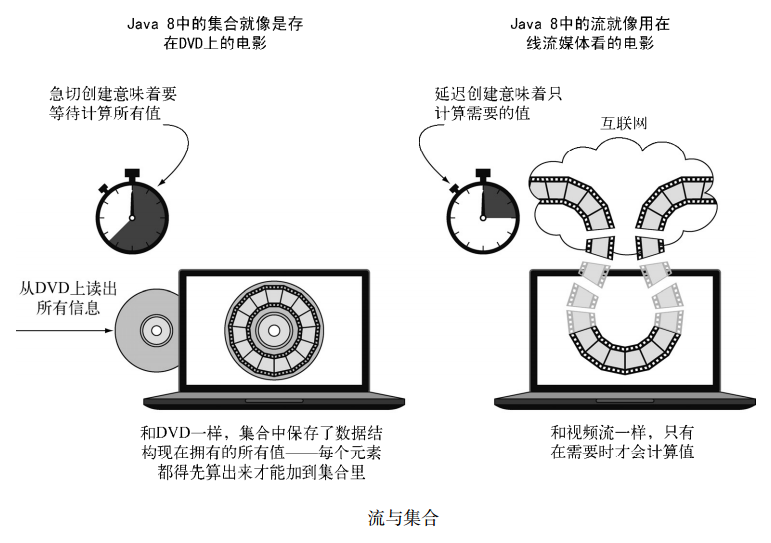 Java 8中的集合就像是存
在DVD上的电影
急切创建意味着要
等待计算所有值
从DVD上读出
所有信息
和DVD一样，集合中保存了数据结
构现在拥有的所有值——每个元素
都得先算出来才能加到集合里
Java 8中的流就像用在
线流媒体看的电影
延迟创建意味着只
计算需要的值
互联网
和视频流一样，只有
在需要时才会计算值
流与集合